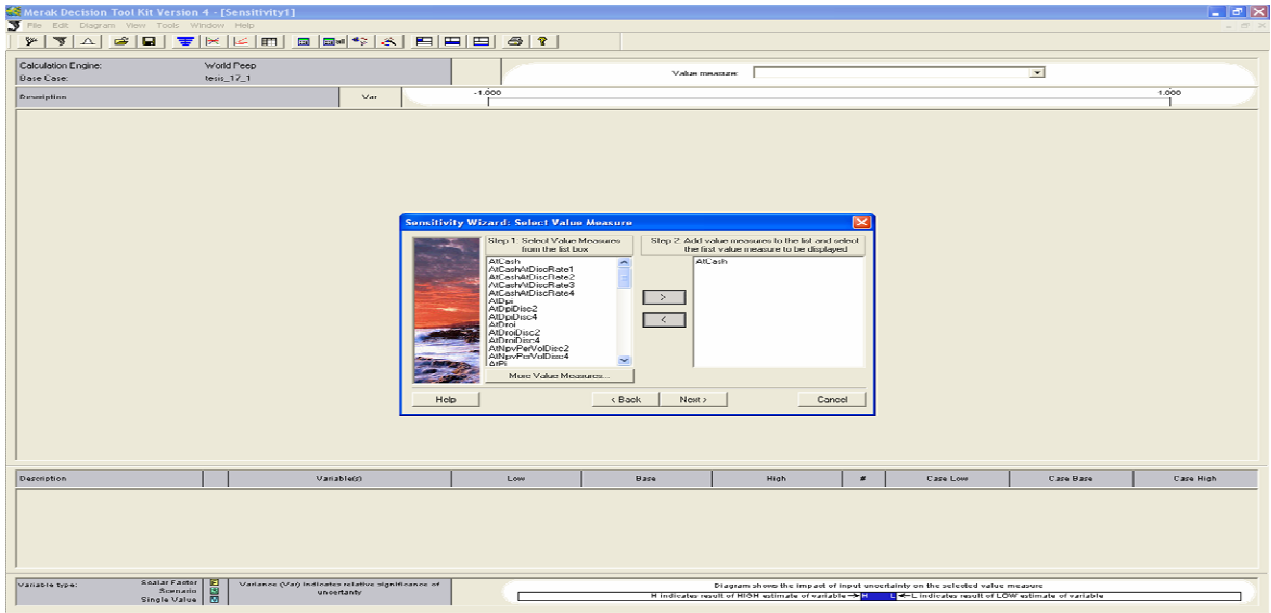 Merak Decision Tool Kit Version 4 - [Sensitivity1]
File Edit Diagram View Tools Window Help
Calculation Engine: World Peep
Base Case: tesis_17_1
Value measure:
Description Var -1.000 1.000
Sensitivity Wizard: Select Value Measure
Step 1: Select Value Measures
from the list box
Step 2: Add value measures to the list and select
the first value measure to be displayed
AtCash
AtCashAtDiscRate1
AtCashAtDiscRate2
AtCashAtDiscRate3
AtCashAtDiscRate4
AtDpi
AtDpiDisc2
AtDpiDisc4
AtDroi
AtDroiDisc2
AtDroiDisc4
AtNpvPerVolDisc2
AtNpvPerVolDisc4
AtPi
AtCash
>
<
More Value Measures...
Help < Back Next > Cancel
Description Variable(s) Low Base High # Case Low Case Base Case High
Variable type: Scalar Factor F
Scenario
Single Value
Variance (Var) indicates relative significance of
uncertainty
Diagram shows the impact of input uncertainty on the selected value measure
H indicates result of HIGH estimate of variable H L L indicates result of LOW estimate of variable